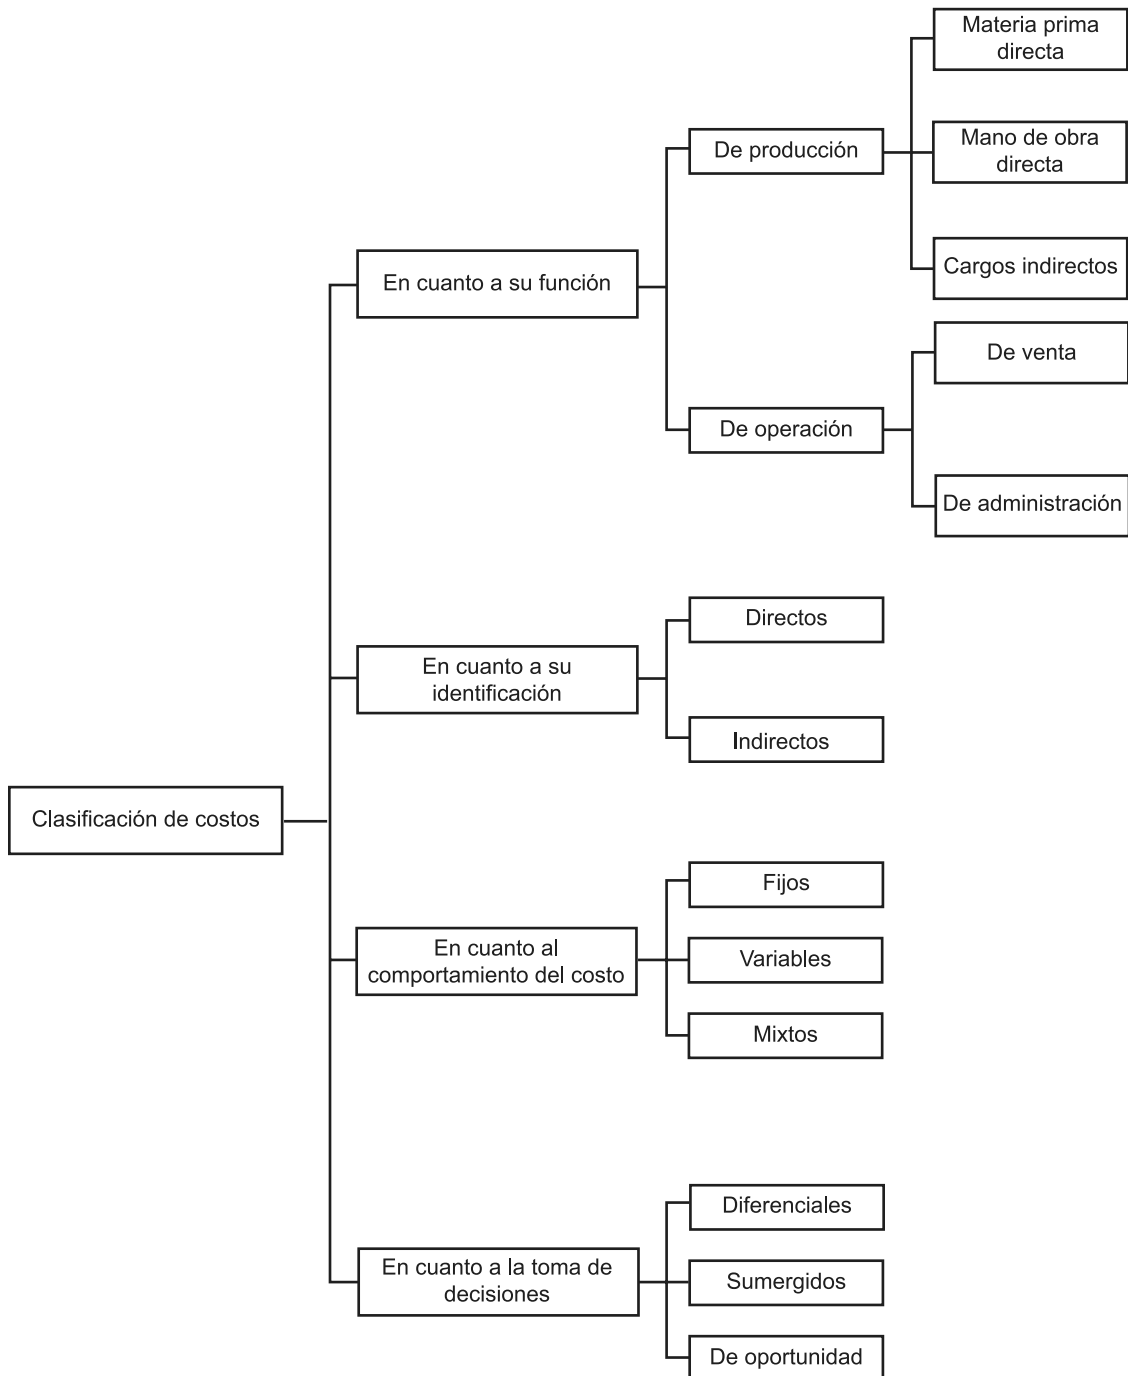 Clasificación de costos
En cuanto a su función
De producción
Materia prima
directa
Mano de obra
directa
Cargos indirectos
De operación
De venta
De administración
En cuanto a su
identificación
Directos
Indirectos
En cuanto al
comportamiento del costo
Fijos
Variables
Mixtos
En cuanto a la toma de
decisiones
Diferenciales
Sumergidos
De oportunidad